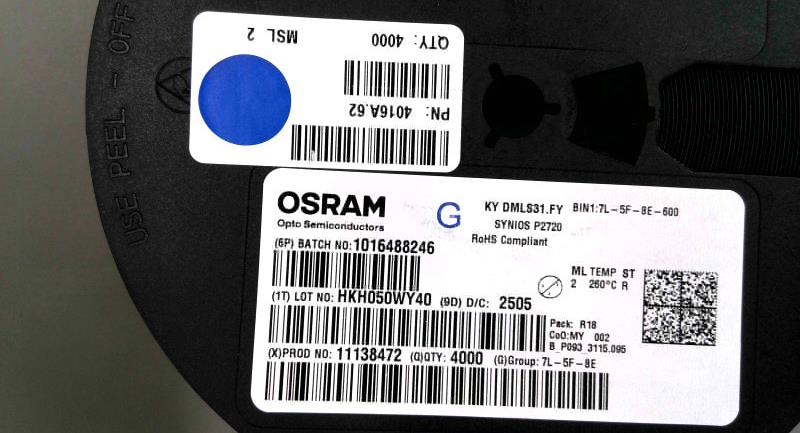 USE PEEL - OFF
QTY: 4000 MSL 2
PN: 4016A.62
OSRAM
Opto Semiconductors
G
KY DMLS31.FY BIN1:7L-5F-8E-600
SYNIOS P2720
RoHS Compliant
(6P) BATCH NO:1016488246
ML TEMP ST
2 260°C R
(1T) LOT NO: HKH050WY40 (9D) D/C: 2505
Pack: R18
CoO:MY 002
B_P093_3115.095
(X)PROD NO: 11138472 (Q)QTY: 4000 (G)Group: 7L-5F-8E